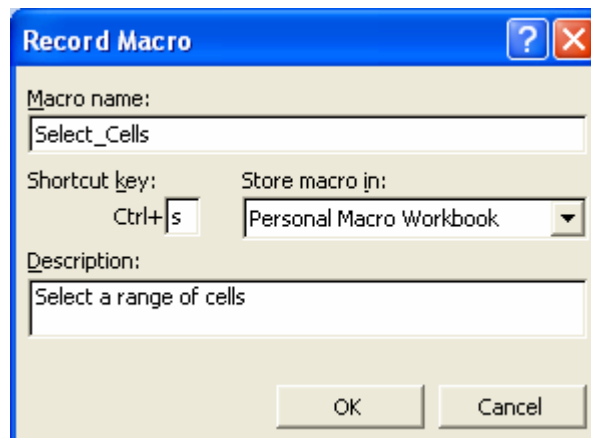 Record Macro
Macro name:
Select_Cells
Shortcut key: Store macro in:
Ctrl+ s Personal Macro Workbook
Description:
Select a range of cells
OK Cancel